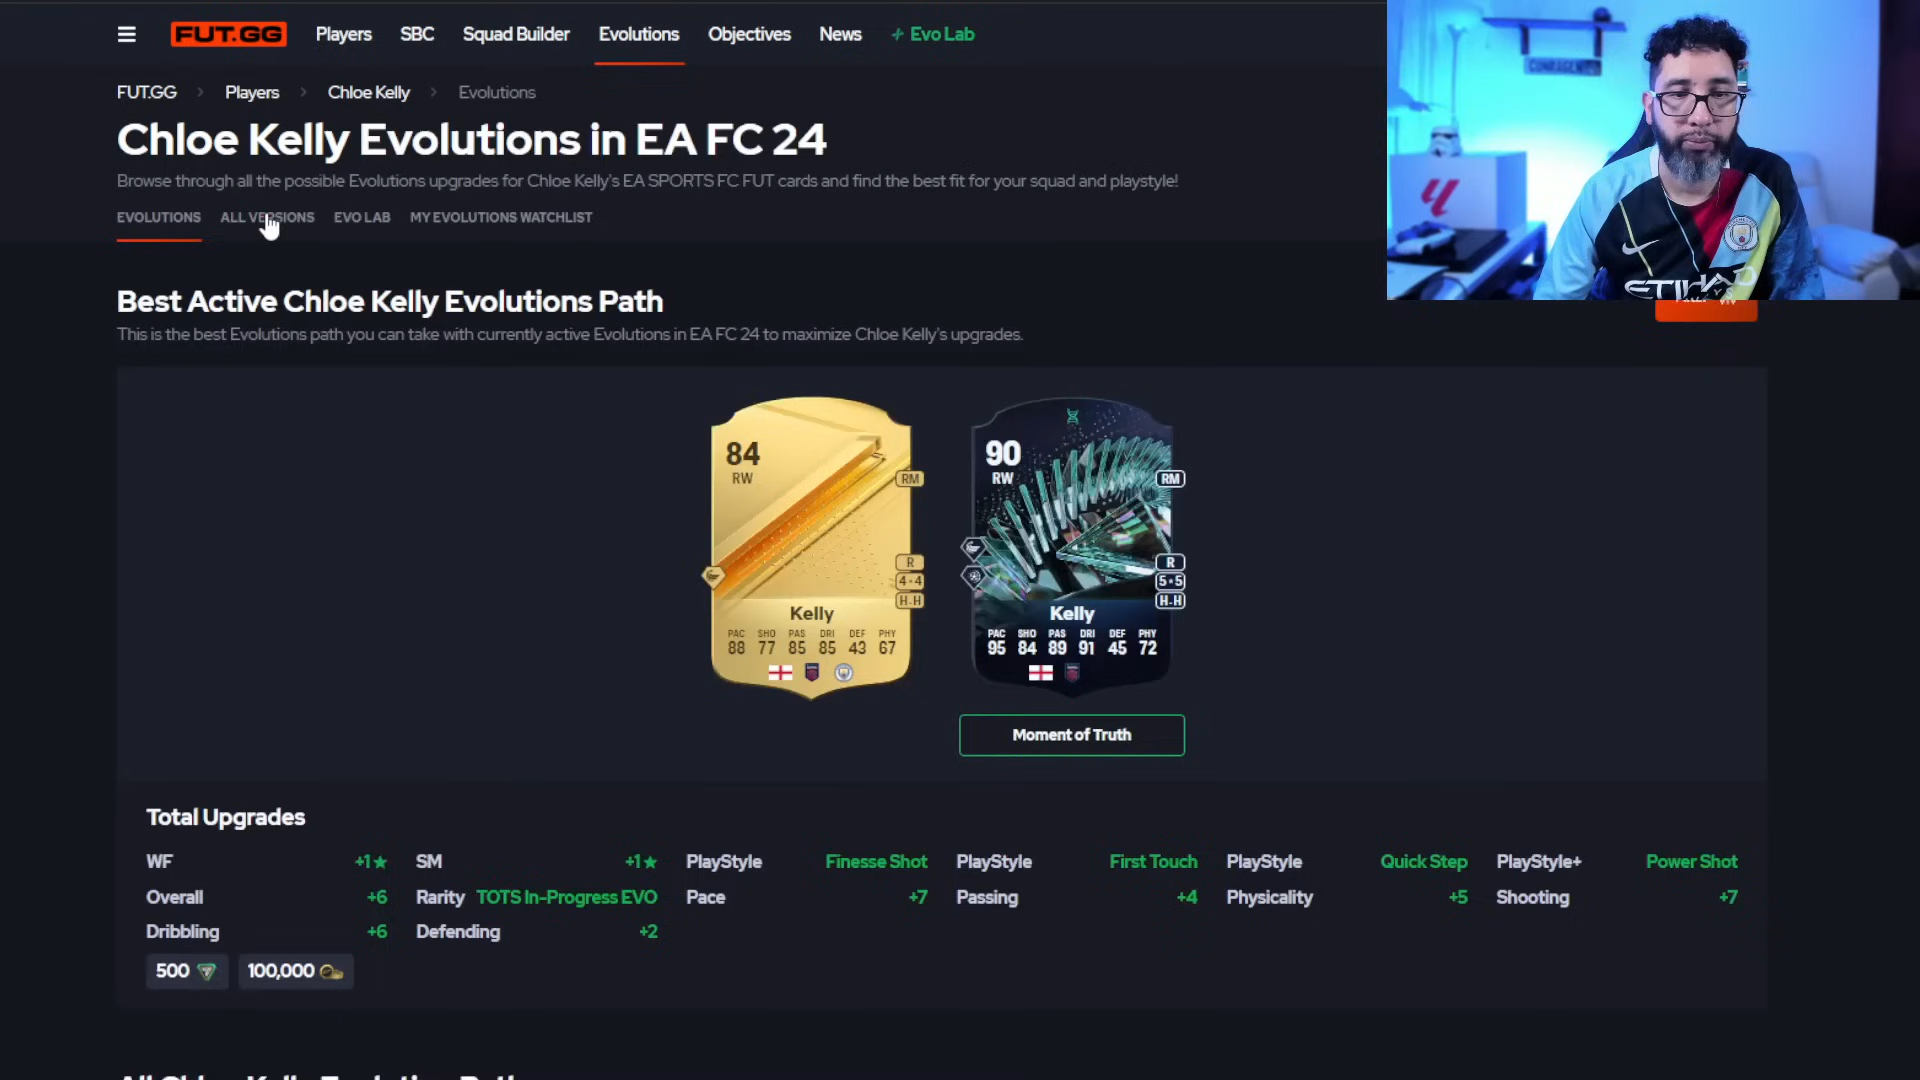 FUT.GG Players SBC Squad Builder Evolutions Objectives News Evo Lab
FUT.GG > Players > Chloe Kelly > Evolutions
Chloe Kelly Evolutions in EA FC 24
Browse through all the possible Evolutions upgrades for Chloe Kelly's EA SPORTS FC FUT cards and find the best fit for your squad and playstyle!
EVOLUTIONS ALL VERSIONS EVO LAB MY EVOLUTIONS WATCHLIST
Best Active Chloe Kelly Evolutions Path
This is the best Evolutions path you can take with currently active Evolutions in EA FC 24 to maximize Chloe Kelly's upgrades.
84
RW
RM
R
4★4
H-H
Kelly
PAC SHO PAS DRI DEF PHY
88 77 85 85 43 67
90
RW
RM
R
5★5
H-H
Kelly
PAC SHO PAS DRI DEF PHY
95 84 89 91 45 72
Moment of Truth
Total Upgrades
WF +1★ SM +1★ PlayStyle Finesse Shot PlayStyle First Touch PlayStyle Quick Step PlayStyle+ Power Shot
Overall +6 Rarity TOTS In-Progress EVO Pace +7 Passing +4 Physicality +5 Shooting +7
Dribbling +6 Defending +2
500 100,000